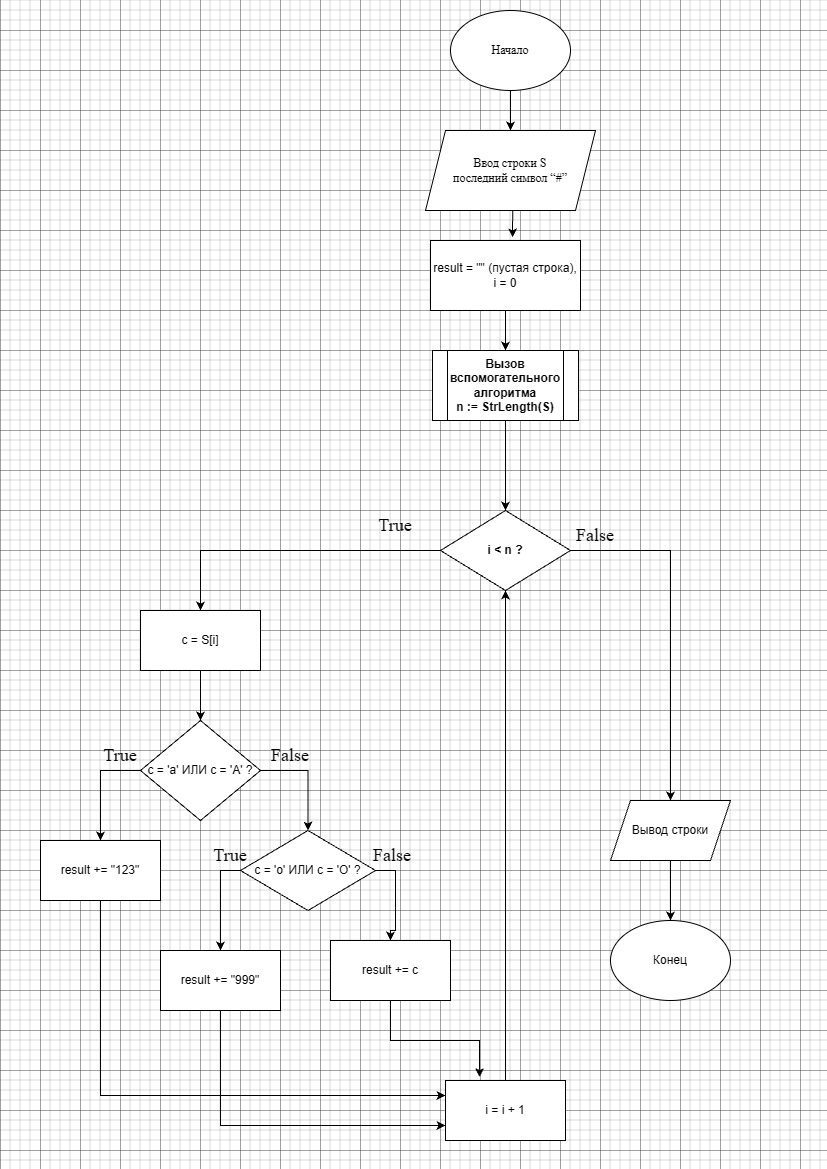 Начало
Ввод строки S
последний символ “#”
result = "" (пустая строка),
i = 0
Вызов
вспомогательного
алгоритма
n := StrLength(S)
True
i < n ?
False
c = S[i]
True
c = 'a' ИЛИ c = 'A' ?
False
result += "123"
True
c = 'o' ИЛИ c = 'O' ?
False
result += "999"
result += c
i = i + 1
Вывод строки
Конец